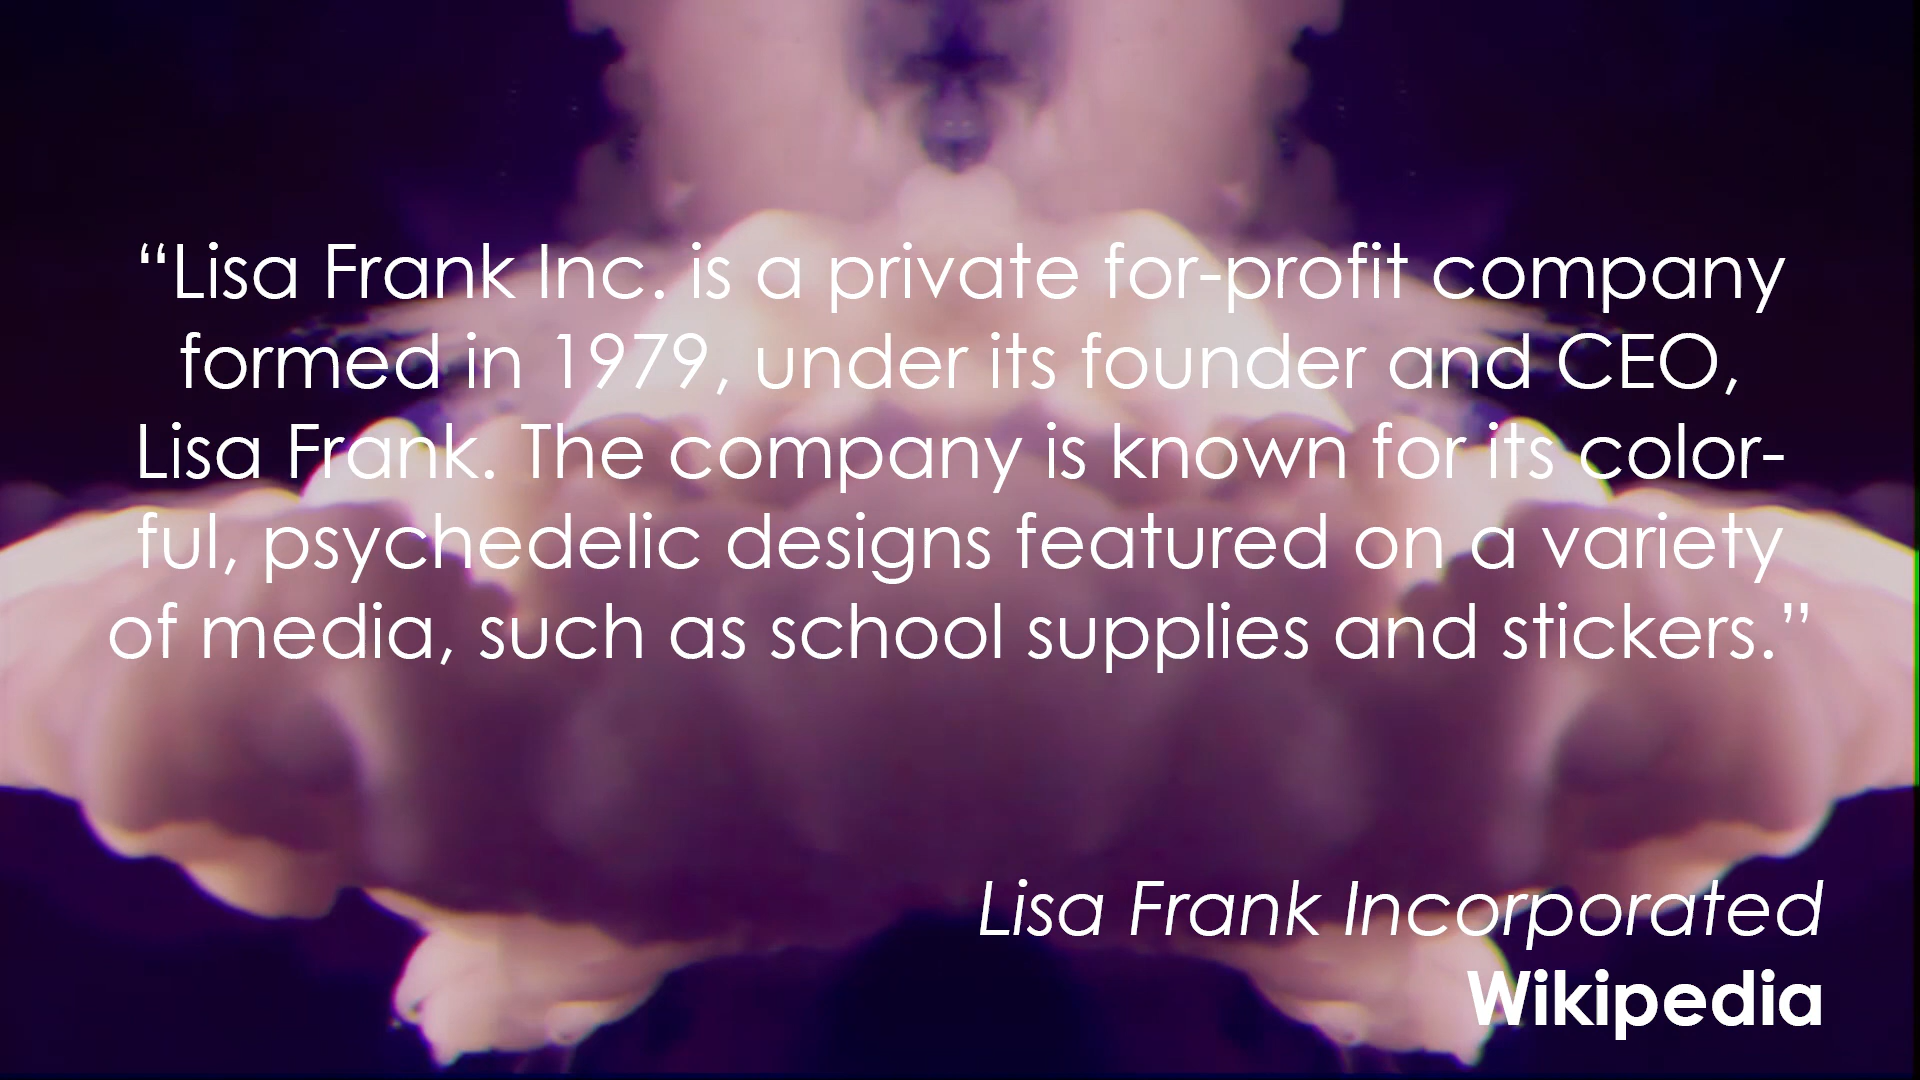 “Lisa Frank Inc. is a private for-profit company
formed in 1979, under its founder and CEO,
Lisa Frank. The company is known for its color-
ful, psychedelic designs featured on a variety
of media, such as school supplies and stickers.”
Lisa Frank Incorporated
Wikipedia